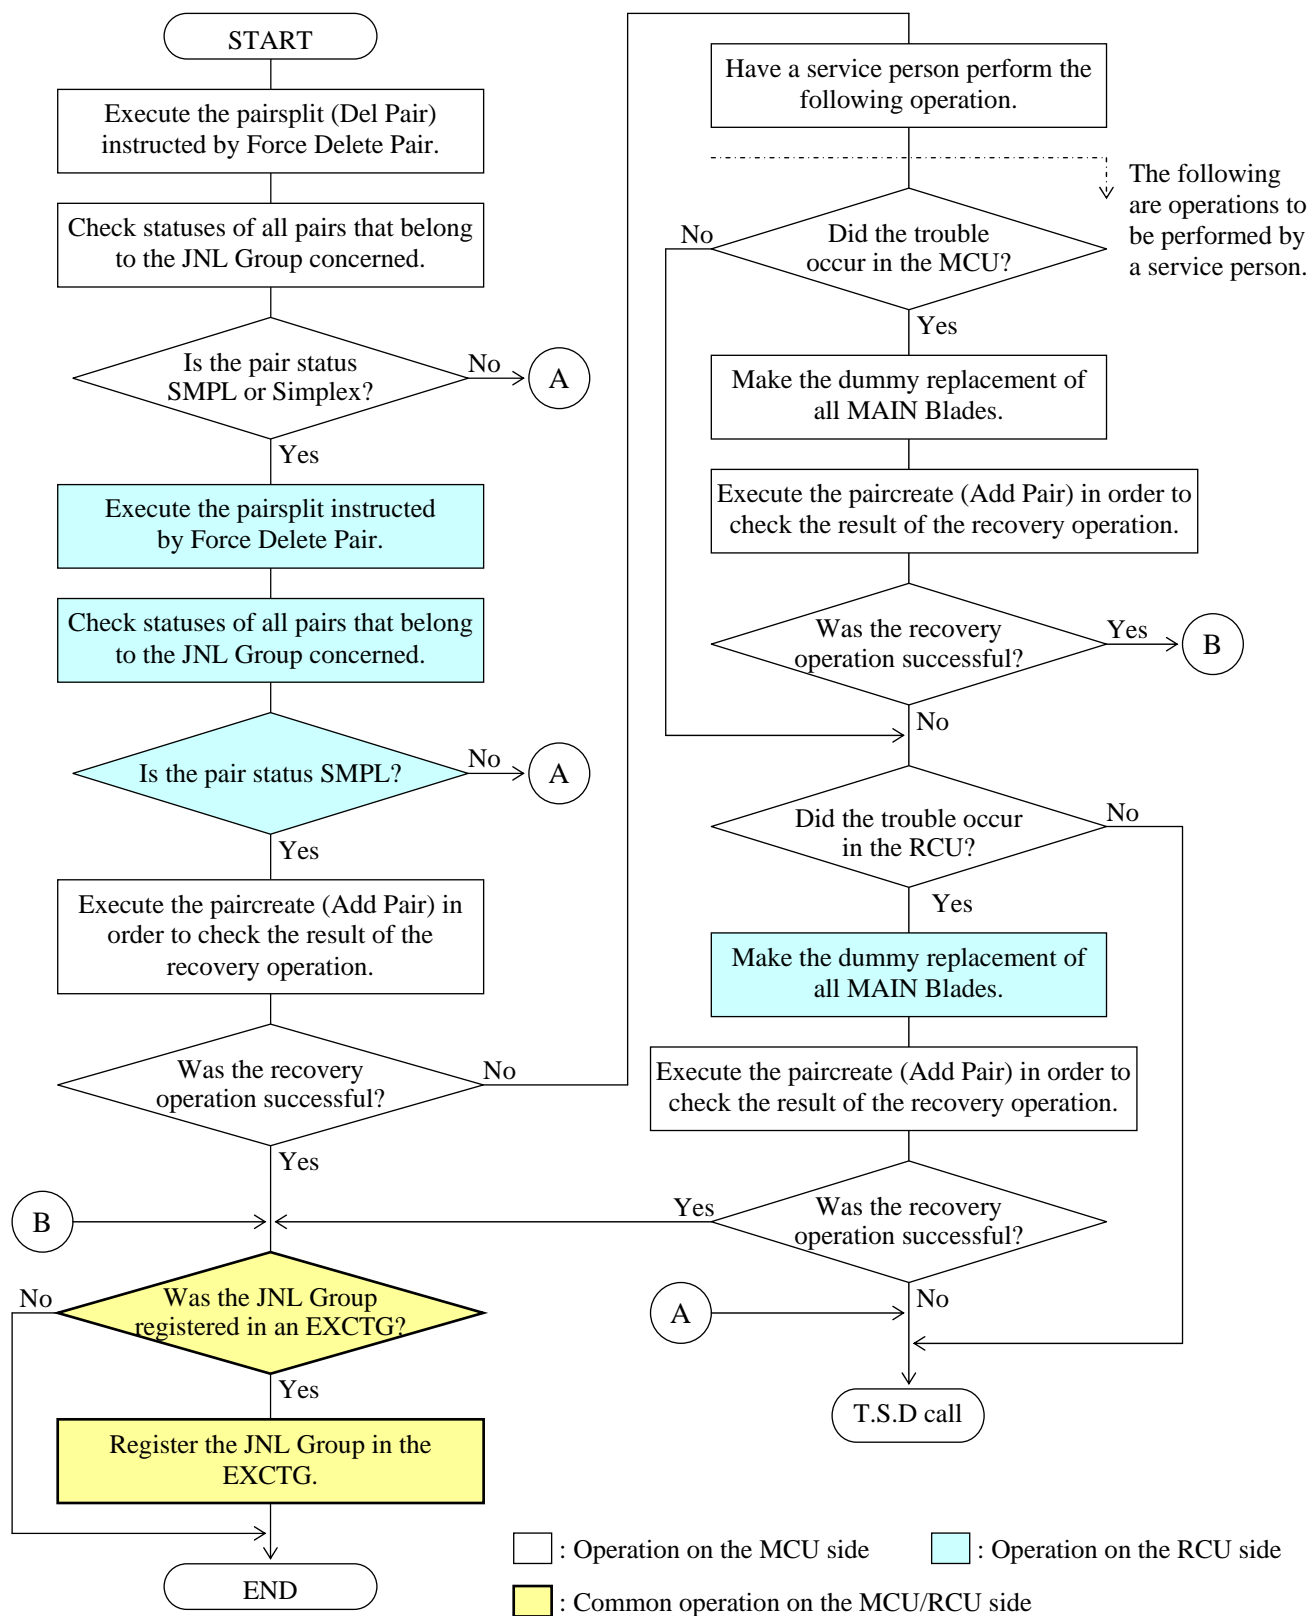 START
Execute the pairsplit (Del Pair)
instructed by Force Delete Pair.
Check statuses of all pairs that belong
to the JNL Group concerned.
Is the pair status
SMPL or Simplex?
No
A
Yes
Execute the pairsplit instructed
by Force Delete Pair.
Check statuses of all pairs that belong
to the JNL Group concerned.
Is the pair status SMPL?
No
A
Yes
Execute the paircreate (Add Pair) in
order to check the result of the
recovery operation.
Was the recovery
operation successful?
No
Yes
B
Was the JNL Group
registered in an EXCTG?
No
Yes
Register the JNL Group in the
EXCTG.
END
Have a service person perform the
following operation.
The following
are operations to
be performed by
a service person.
Did the trouble
occur in the MCU?
No
Yes
Make the dummy replacement of
all MAIN Blades.
Execute the paircreate (Add Pair) in order to
check the result of the recovery operation.
Was the recovery
operation successful?
Yes
B
No
Did the trouble occur
in the RCU?
No
Yes
Make the dummy replacement of
all MAIN Blades.
Execute the paircreate (Add Pair) in order to
check the result of the recovery operation.
Was the recovery
operation successful?
Yes
No
A
T.S.D call
: Operation on the MCU side
: Operation on the RCU side
: Common operation on the MCU/RCU side